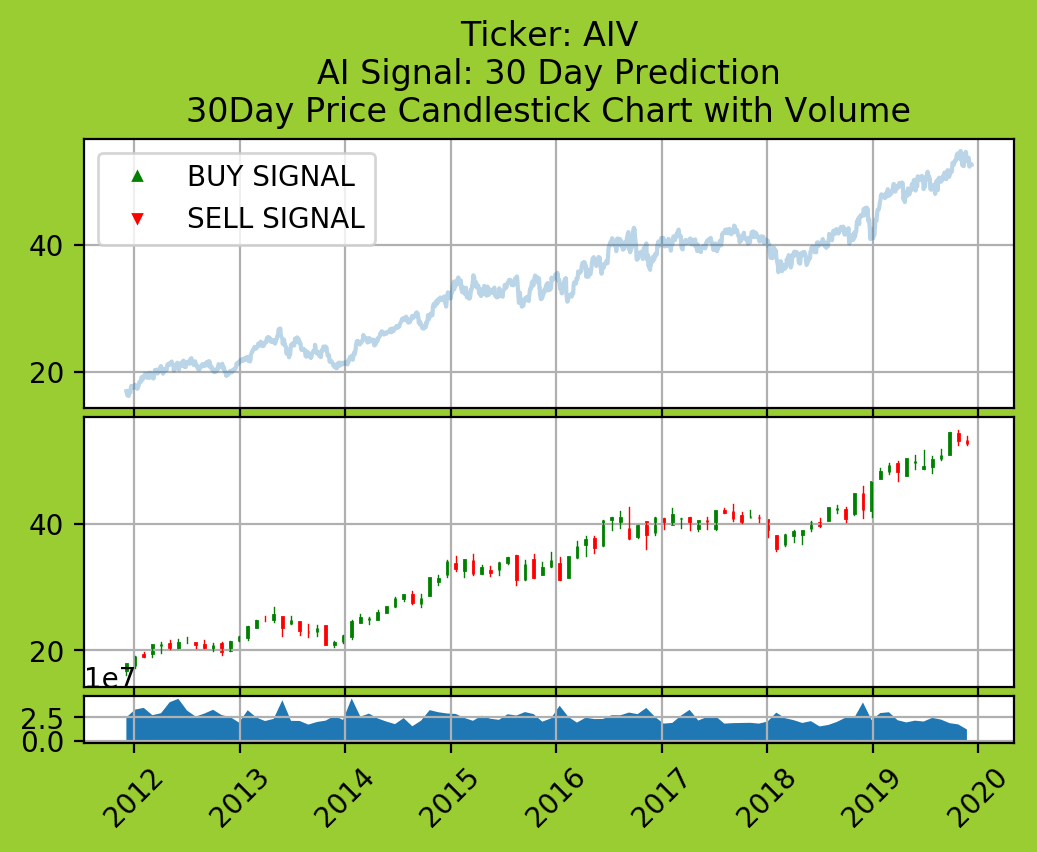 Ticker: AIV
AI Signal: 30 Day Prediction
30Day Price Candlestick Chart with Volume
BUY SIGNAL
SELL SIGNAL
40
20
40
20
1e7
2.5
0.0
2012 2013 2014 2015 2016 2017 2018 2019 2020